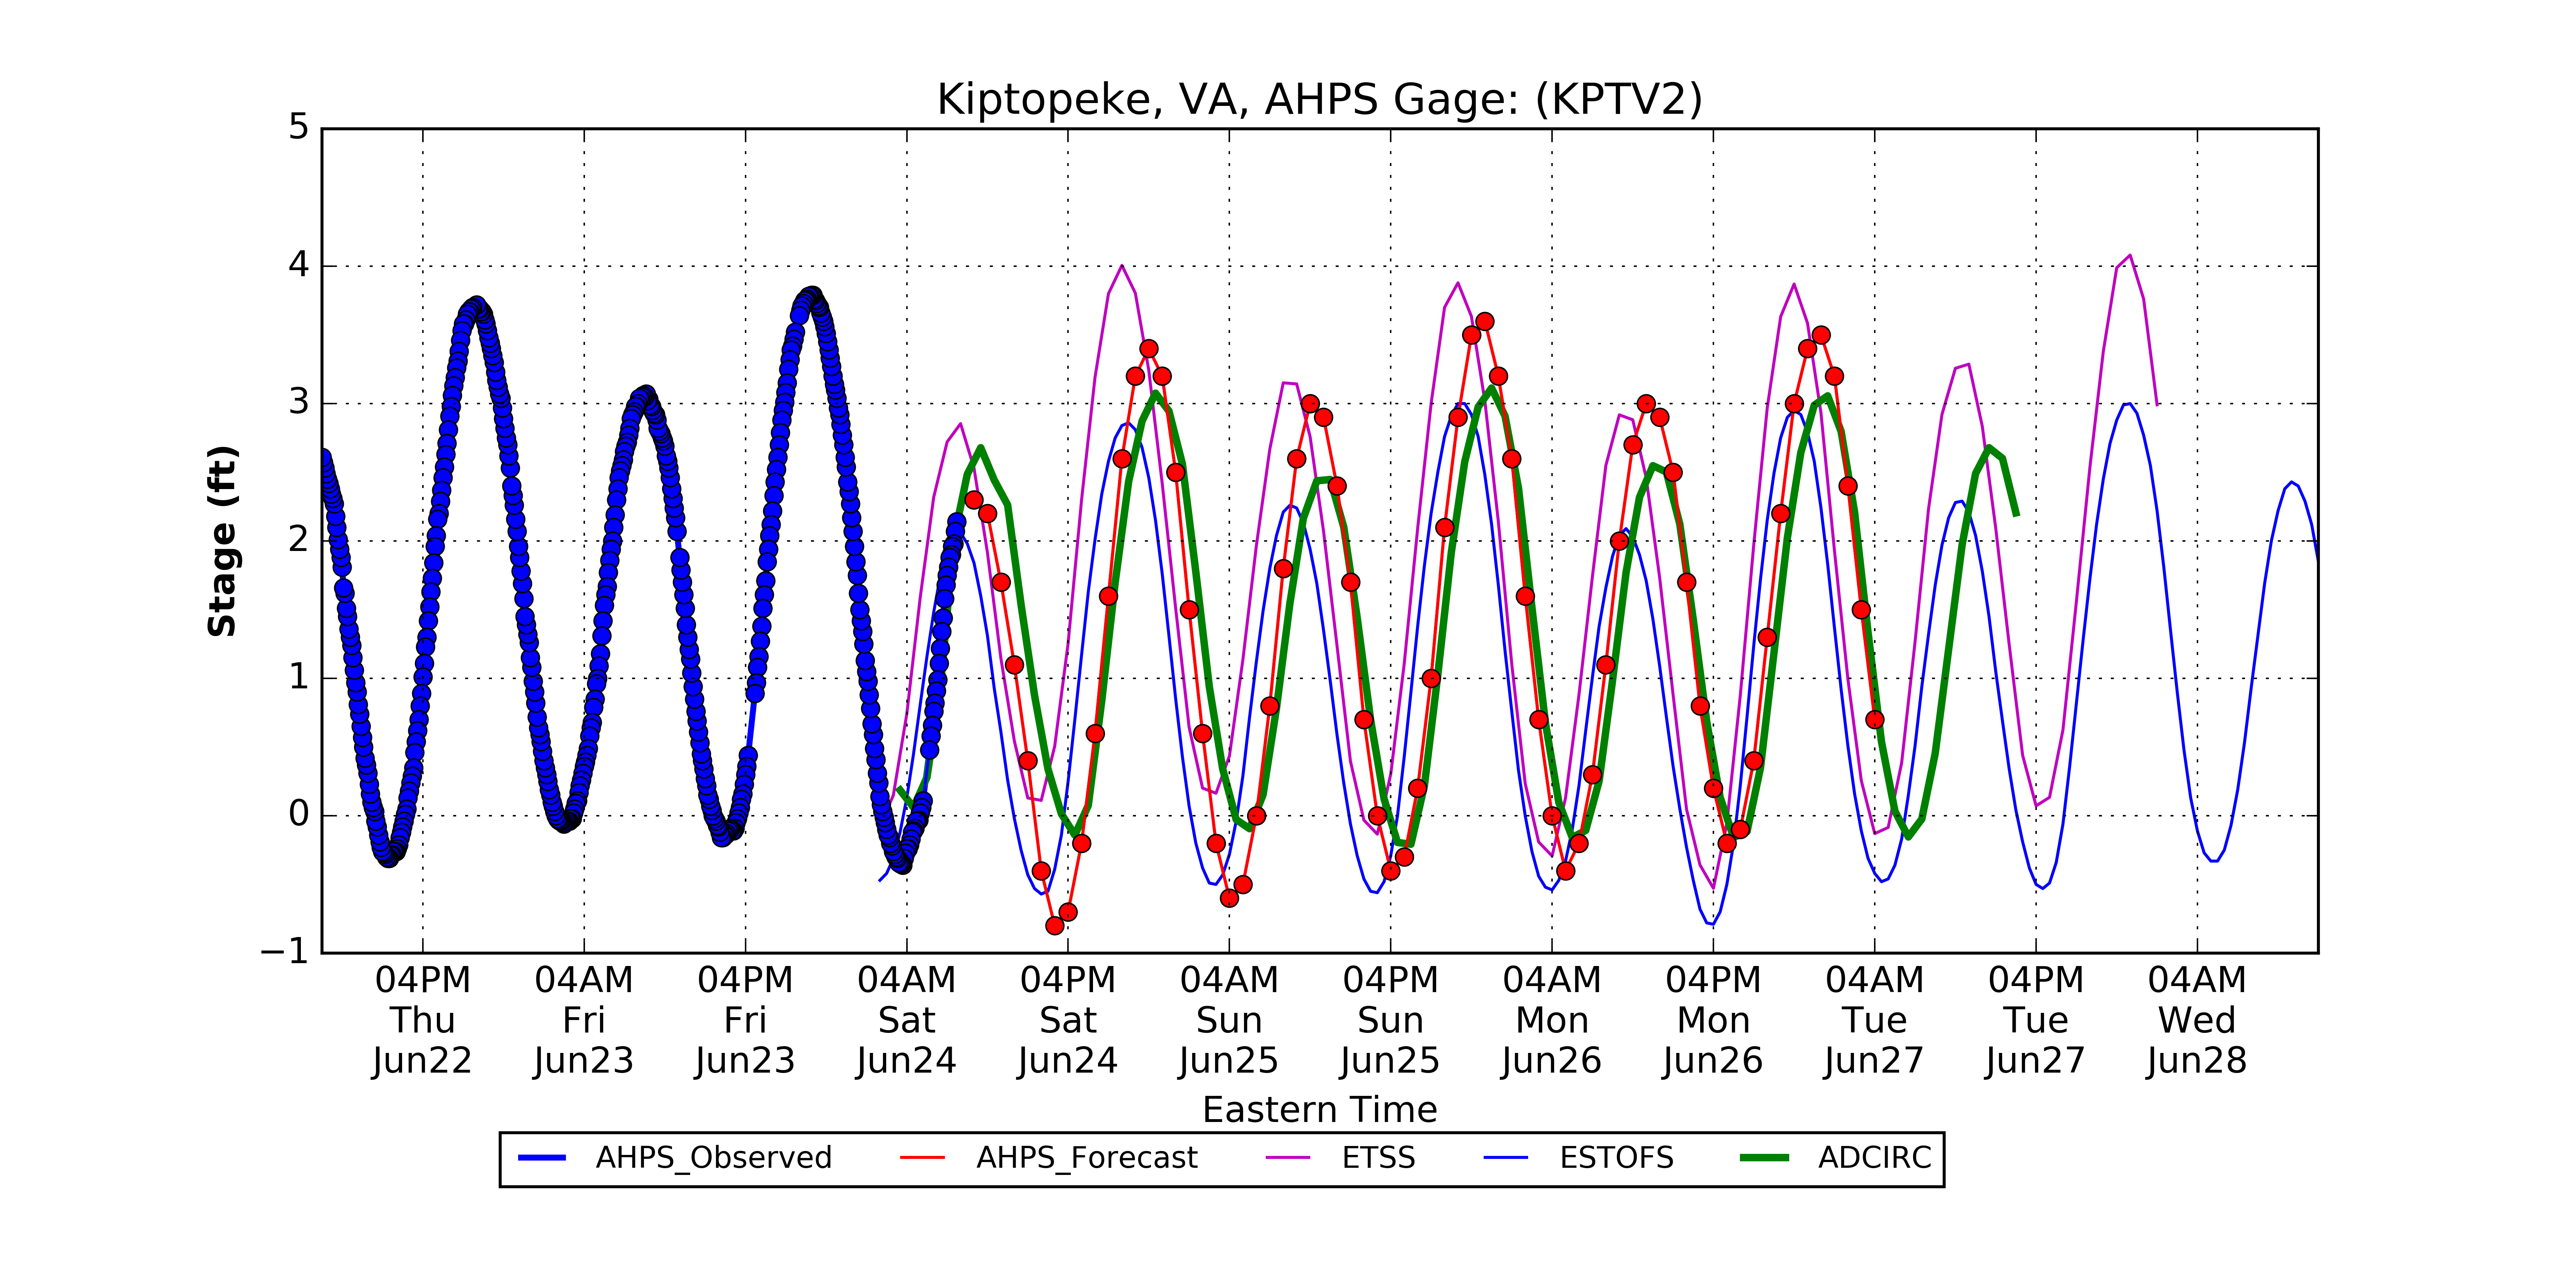 Kiptopeke, VA, AHPS Gage: (KPTV2)
5
4
3
2
1
0
−1
Stage (ft)
04PM 04AM 04PM 04AM 04PM 04AM 04PM 04AM 04PM 04AM 04PM 04AM
Thu Fri Fri Sat Sat Sun Sun Mon Mon Tue Tue Wed
Jun22 Jun23 Jun23 Jun24 Jun24 Jun25 Jun25 Jun26 Jun26 Jun27 Jun27 Jun28
Eastern Time
AHPS_Observed AHPS_Forecast ETSS ESTOFS ADCIRC